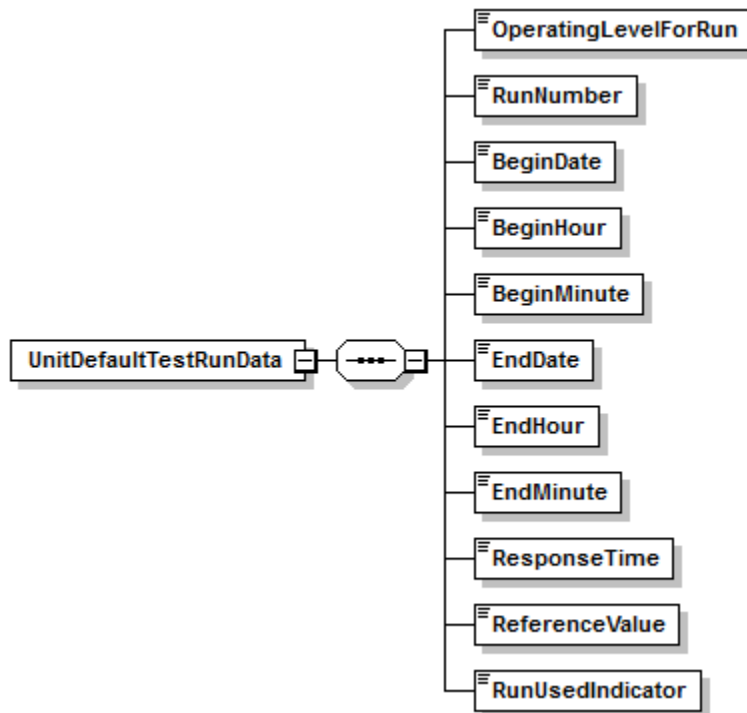 OperatingLevelForRun
RunNumber
BeginDate
BeginHour
BeginMinute
UnitDefaultTestRunData
EndDate
EndHour
EndMinute
ResponseTime
ReferenceValue
RunUsedIndicator